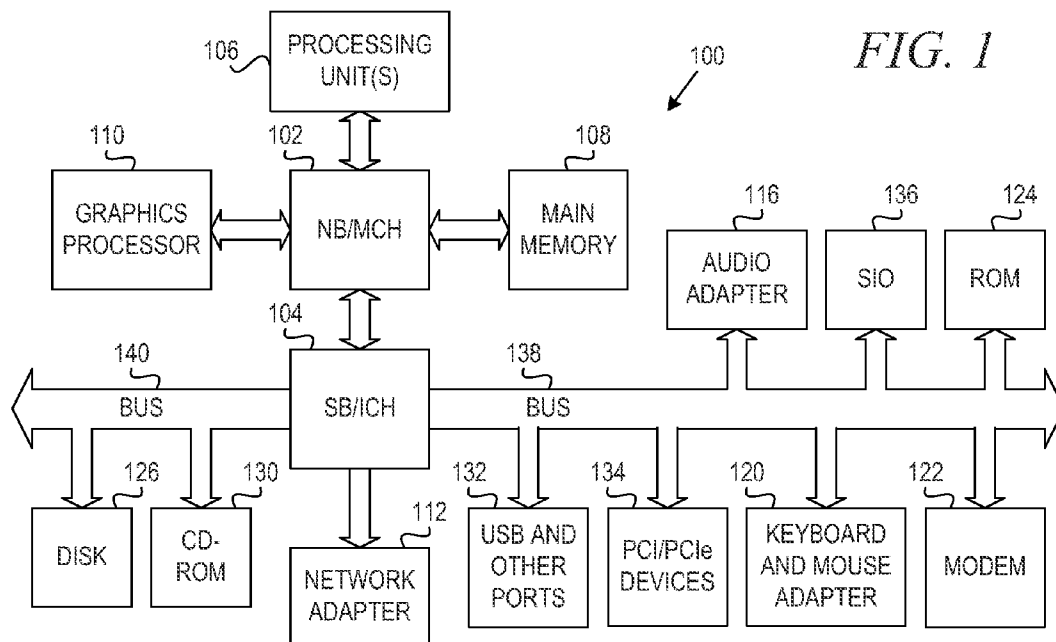 FIG. 1
100
106
PROCESSING
UNIT(S)
110
GRAPHICS
PROCESSOR
102
NB/MCH
108
MAIN
MEMORY
116
AUDIO
ADAPTER
136
SIO
124
ROM
104
SB/ICH
140
BUS
138
BUS
126
DISK
130
CD-
ROM
112
NETWORK
ADAPTER
132
USB AND
OTHER
PORTS
134
PCI/PCIe
DEVICES
120
KEYBOARD
AND MOUSE
ADAPTER
122
MODEM